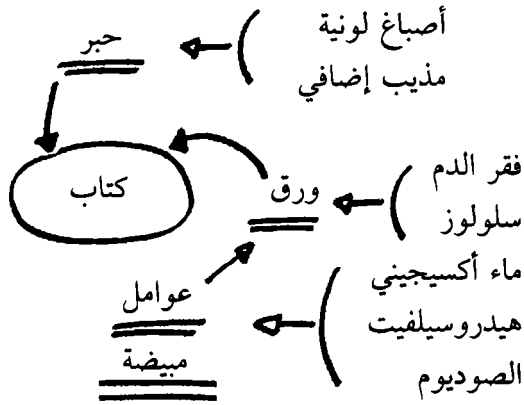 أصباغ لونية
مذيب إضافي
حبر
كتاب
فقر الدم
سلولوز
ورق
ماء أكسيجيني
هيدروسيلفيت
الصوديوم
عوامل
مبيضة